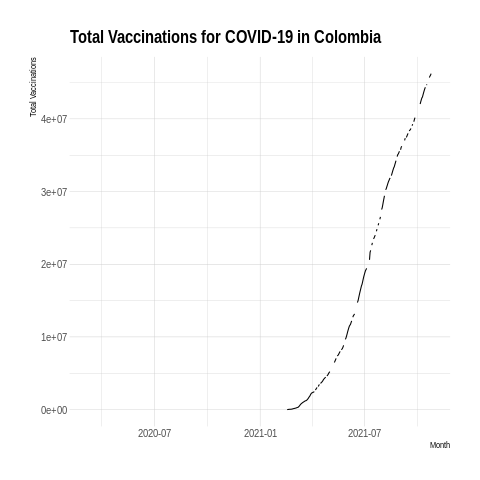 Total Vaccinations for COVID-19 in Colombia
Total Vaccinations
4e+07
3e+07
2e+07
1e+07
0e+00
2020-07
2021-01
2021-07
Month